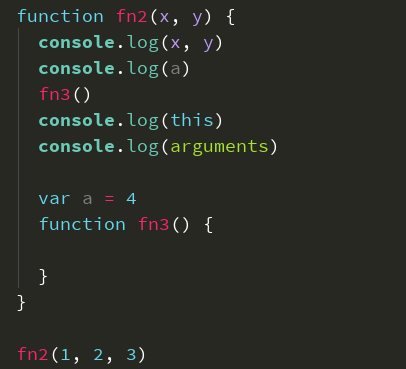 function fn2(x, y) {
  console.log(x, y)
  console.log(a)
  fn3()
  console.log(this)
  console.log(arguments)

  var a = 4
  function fn3() {

  }
}

fn2(1, 2, 3)